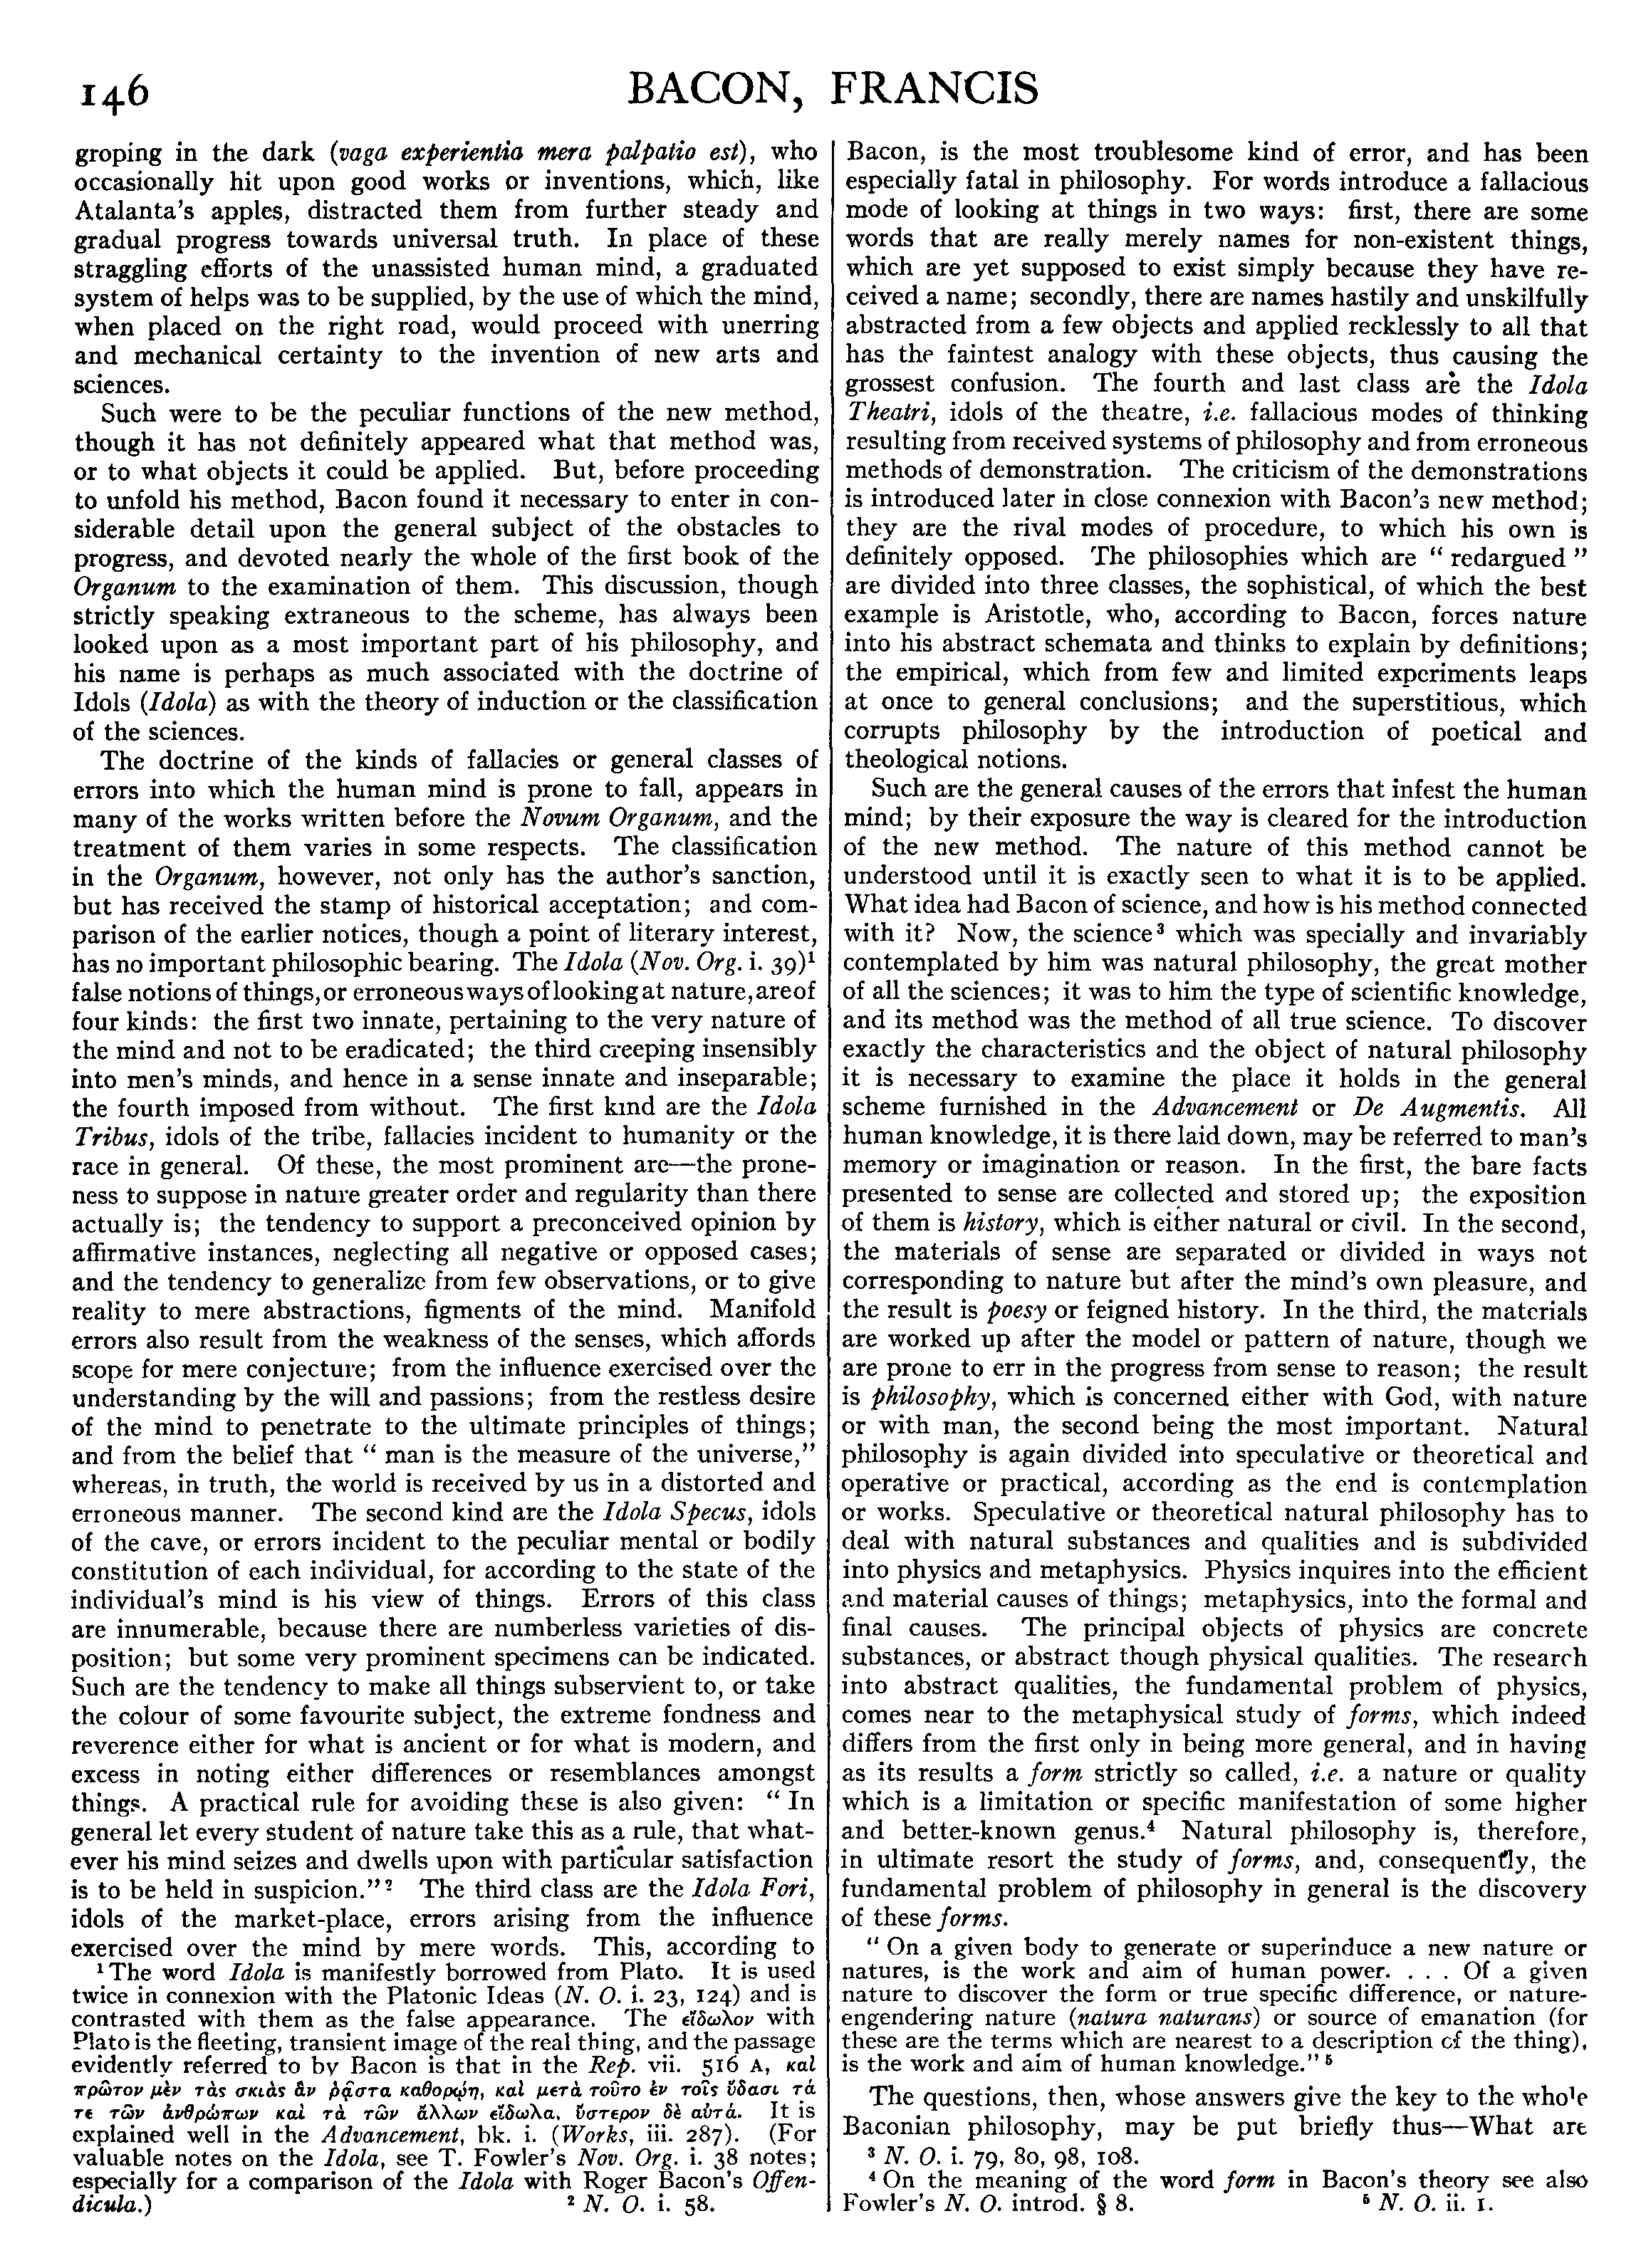 146
BACON, FRANCIS
groping in the dark (vaga experientia mera palpatio est), who
occasionally hit upon good works or inventions, which, like
Atalanta's apples, distracted them from further steady and
gradual progress towards universal truth. In place of these
straggling efforts of the unassisted human mind, a graduated
system of helps was to be supplied, by the use of which the mind,
when placed on the right road, would proceed with unerring
and mechanical certainty to the invention of new arts and
sciences.
Such were to be the peculiar functions of the new method,
though it has not definitely appeared what that method was,
or to what objects it could be applied. But, before proceeding
to unfold his method, Bacon found it necessary to enter in con-
siderable detail upon the general subject of the obstacles to
progress, and devoted nearly the whole of the first book of the
Organum to the examination of them. This discussion, though
strictly speaking extraneous to the scheme, has always been
looked upon as a most important part of his philosophy, and
his name is perhaps as much associated with the doctrine of
Idols (Idola) as with the theory of induction or the classification
of the sciences.
The doctrine of the kinds of fallacies or general classes of
errors into which the human mind is prone to fall, appears in
many of the works written before the Novum Organum, and the
treatment of them varies in some respects. The classification
in the Organum, however, not only has the author's sanction,
but has received the stamp of historical acceptation; and com-
parison of the earlier notices, though a point of literary interest,
has no important philosophic bearing. The Idola (Nov. Org. i. 39)¹
false notions of things, or erroneous ways of looking at nature, are of
four kinds: the first two innate, pertaining to the very nature of
the mind and not to be eradicated; the third creeping insensibly
into men's minds, and hence in a sense innate and inseparable;
the fourth imposed from without. The first kind are the Idola
Tribus, idols of the tribe, fallacies incident to humanity or the
race in general. Of these, the most prominent are—the prone-
ness to suppose in nature greater order and regularity than there
actually is; the tendency to support a preconceived opinion by
affirmative instances, neglecting all negative or opposed cases;
and the tendency to generalize from few observations, or to give
reality to mere abstractions, figments of the mind. Manifold
errors also result from the weakness of the senses, which affords
scope for mere conjecture; from the influence exercised over the
understanding by the will and passions; from the restless desire
of the mind to penetrate to the ultimate principles of things;
and from the belief that “ man is the measure of the universe,”
whereas, in truth, the world is received by us in a distorted and
erroneous manner. The second kind are the Idola Specus, idols
of the cave, or errors incident to the peculiar mental or bodily
constitution of each individual, for according to the state of the
individual's mind is his view of things. Errors of this class
are innumerable, because there are numberless varieties of dis-
position; but some very prominent specimens can be indicated.
Such are the tendency to make all things subservient to, or take
the colour of some favourite subject, the extreme fondness and
reverence either for what is ancient or for what is modern, and
excess in noting either differences or resemblances amongst
things. A practical rule for avoiding these is also given: “ In
general let every student of nature take this as a rule, that what-
ever his mind seizes and dwells upon with particular satisfaction
is to be held in suspicion.”² The third class are the Idola Fori,
idols of the market-place, errors arising from the influence
exercised over the mind by mere words. This, according to
¹ The word Idola is manifestly borrowed from Plato. It is used
twice in connexion with the Platonic Ideas (N. O. i. 23, 124) and is
contrasted with them as the false appearance. The εἴδωλον with
Plato is the fleeting, transient image of the real thing, and the passage
evidently referred to by Bacon is that in the Rep. vii. 516 A, καὶ
πρῶτον μὲν τὰς σκιὰς ἂν ῥᾷστα καθορῴη, καὶ μετὰ τοῦτο ἐν τοῖς ὕδασι τά
τε τῶν ἀνθρώπων καὶ τὰ τῶν ἄλλων εἴδωλα, ὕστερον δὲ αὐτά. It is
explained well in the Advancement, bk. i. (Works, iii. 287). (For
valuable notes on the Idola, see T. Fowler's Nov. Org. i. 38 notes;
especially for a comparison of the Idola with Roger Bacon's Offen-
dicula.)
² N. O. i. 58.
Bacon, is the most troublesome kind of error, and has been
especially fatal in philosophy. For words introduce a fallacious
mode of looking at things in two ways: first, there are some
words that are really merely names for non-existent things,
which are yet supposed to exist simply because they have re-
ceived a name; secondly, there are names hastily and unskilfully
abstracted from a few objects and applied recklessly to all that
has the faintest analogy with these objects, thus causing the
grossest confusion. The fourth and last class are the Idola
Theatri, idols of the theatre, i.e. fallacious modes of thinking
resulting from received systems of philosophy and from erroneous
methods of demonstration. The criticism of the demonstrations
is introduced later in close connexion with Bacon's new method;
they are the rival modes of procedure, to which his own is
definitely opposed. The philosophies which are “ redargued ”
are divided into three classes, the sophistical, of which the best
example is Aristotle, who, according to Bacon, forces nature
into his abstract schemata and thinks to explain by definitions;
the empirical, which from few and limited experiments leaps
at once to general conclusions; and the superstitious, which
corrupts philosophy by the introduction of poetical and
theological notions.
Such are the general causes of the errors that infest the human
mind; by their exposure the way is cleared for the introduction
of the new method. The nature of this method cannot be
understood until it is exactly seen to what it is to be applied.
What idea had Bacon of science, and how is his method connected
with it? Now, the science³ which was specially and invariably
contemplated by him was natural philosophy, the great mother
of all the sciences; it was to him the type of scientific knowledge,
and its method was the method of all true science. To discover
exactly the characteristics and the object of natural philosophy
it is necessary to examine the place it holds in the general
scheme furnished in the Advancement or De Augmentis. All
human knowledge, it is there laid down, may be referred to man's
memory or imagination or reason. In the first, the bare facts
presented to sense are collected and stored up; the exposition
of them is history, which is either natural or civil. In the second,
the materials of sense are separated or divided in ways not
corresponding to nature but after the mind's own pleasure, and
the result is poesy or feigned history. In the third, the materials
are worked up after the model or pattern of nature, though we
are prone to err in the progress from sense to reason; the result
is philosophy, which is concerned either with God, with nature
or with man, the second being the most important. Natural
philosophy is again divided into speculative or theoretical and
operative or practical, according as the end is contemplation
or works. Speculative or theoretical natural philosophy has to
deal with natural substances and qualities and is subdivided
into physics and metaphysics. Physics inquires into the efficient
and material causes of things; metaphysics, into the formal and
final causes. The principal objects of physics are concrete
substances, or abstract though physical qualities. The research
into abstract qualities, the fundamental problem of physics,
comes near to the metaphysical study of forms, which indeed
differs from the first only in being more general, and in having
as its results a form strictly so called, i.e. a nature or quality
which is a limitation or specific manifestation of some higher
and better-known genus.⁴ Natural philosophy is, therefore,
in ultimate resort the study of forms, and, consequently, the
fundamental problem of philosophy in general is the discovery
of these forms.
“ On a given body to generate or superinduce a new nature or
natures, is the work and aim of human power. . . . Of a given
nature to discover the form or true specific difference, or nature-
engendering nature (natura naturans) or source of emanation (for
these are the terms which are nearest to a description of the thing),
is the work and aim of human knowledge.”⁵
The questions, then, whose answers give the key to the whole
Baconian philosophy, may be put briefly thus—What are
³ N. O. i. 79, 80, 98, 108.
⁴ On the meaning of the word form in Bacon's theory see also
Fowler's N. O. introd. § 8.
⁵ N. O. ii. 1.